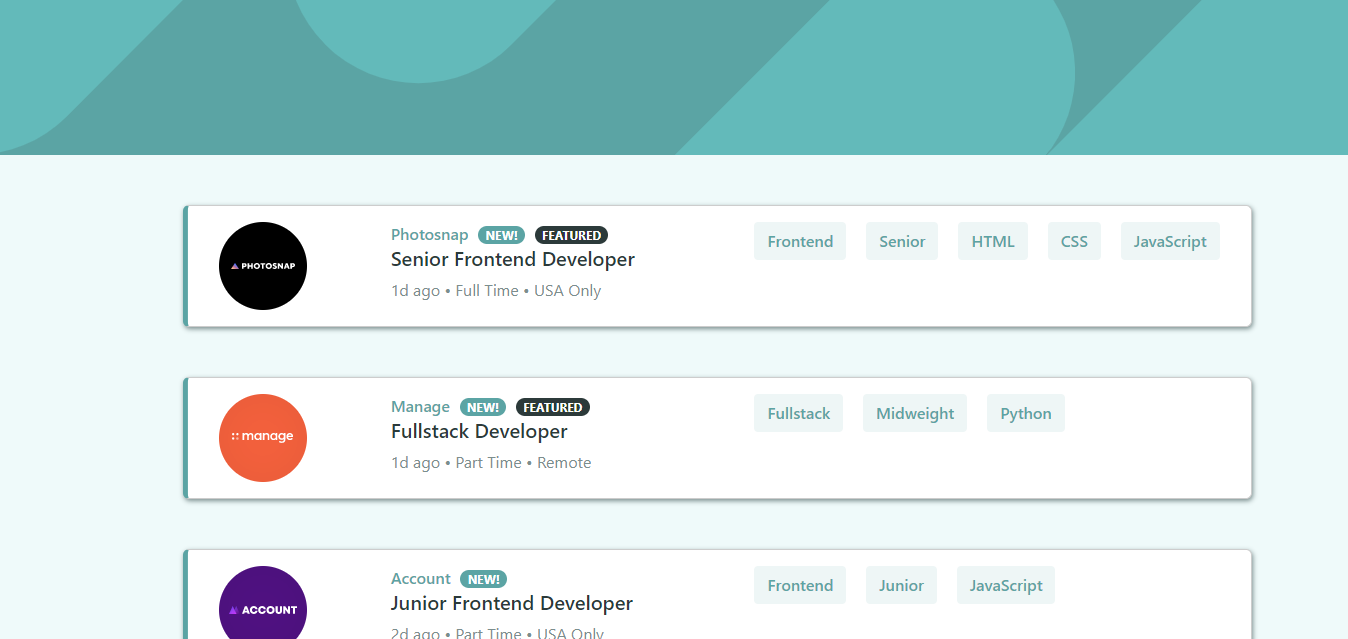 PHOTOSNAP
Photosnap NEW! FEATURED
Senior Frontend Developer
1d ago • Full Time • USA Only
Frontend Senior HTML CSS JavaScript
manage
Manage NEW! FEATURED
Fullstack Developer
1d ago • Part Time • Remote
Fullstack Midweight Python
ACCOUNT
Account NEW!
Junior Frontend Developer
2d ago • Part Time • USA Only
Frontend Junior JavaScript